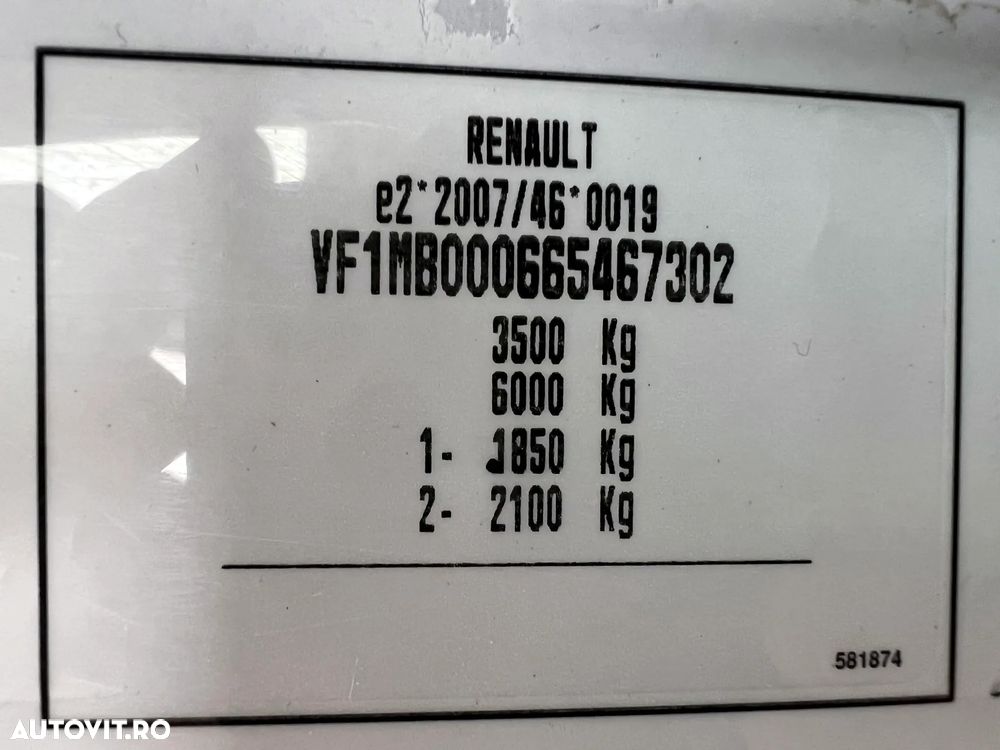 RENAULT
e2*2007/46*0019
VF1MB000665467302
3500 Kg
6000 Kg
1- 1850 Kg
2- 2100 Kg
581874
AUTOVIT.RO